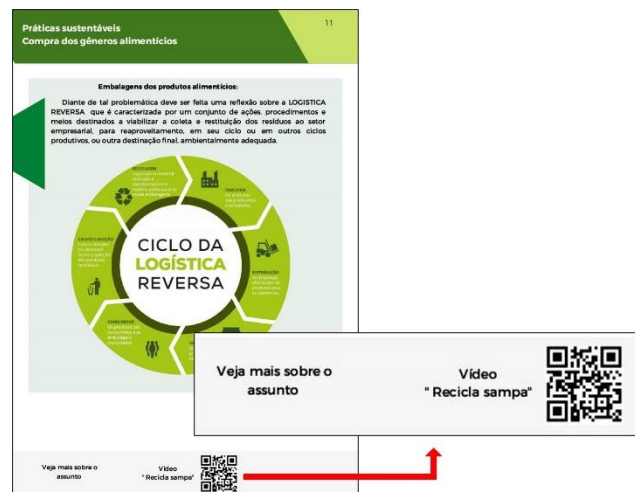 Práticas sustentáveis
Compra dos gêneros alimentícios
11
Embalagens dos produtos alimentícios:
Diante de tal problemática deve ser feita uma reflexão sobre a LOGISTICA
REVERSA que é caracterizada por um conjunto de ações, procedimentos e
meios destinados a viabilizar a coleta e restituição dos resíduos ao setor
empresarial, para reaproveitamento, em seu ciclo ou em outros ciclos
produtivos, ou outra destinação final, ambientalmente adequada.
RECICLAGEM
INDÚSTRIA
DISTRIBUIÇÃO
CICLO DA
LOGÍSTICA
REVERSA
Veja mais sobre o
assunto
Vídeo
" Recicla sampa"
Veja mais sobre o
assunto
Vídeo
" Recicla sampa"